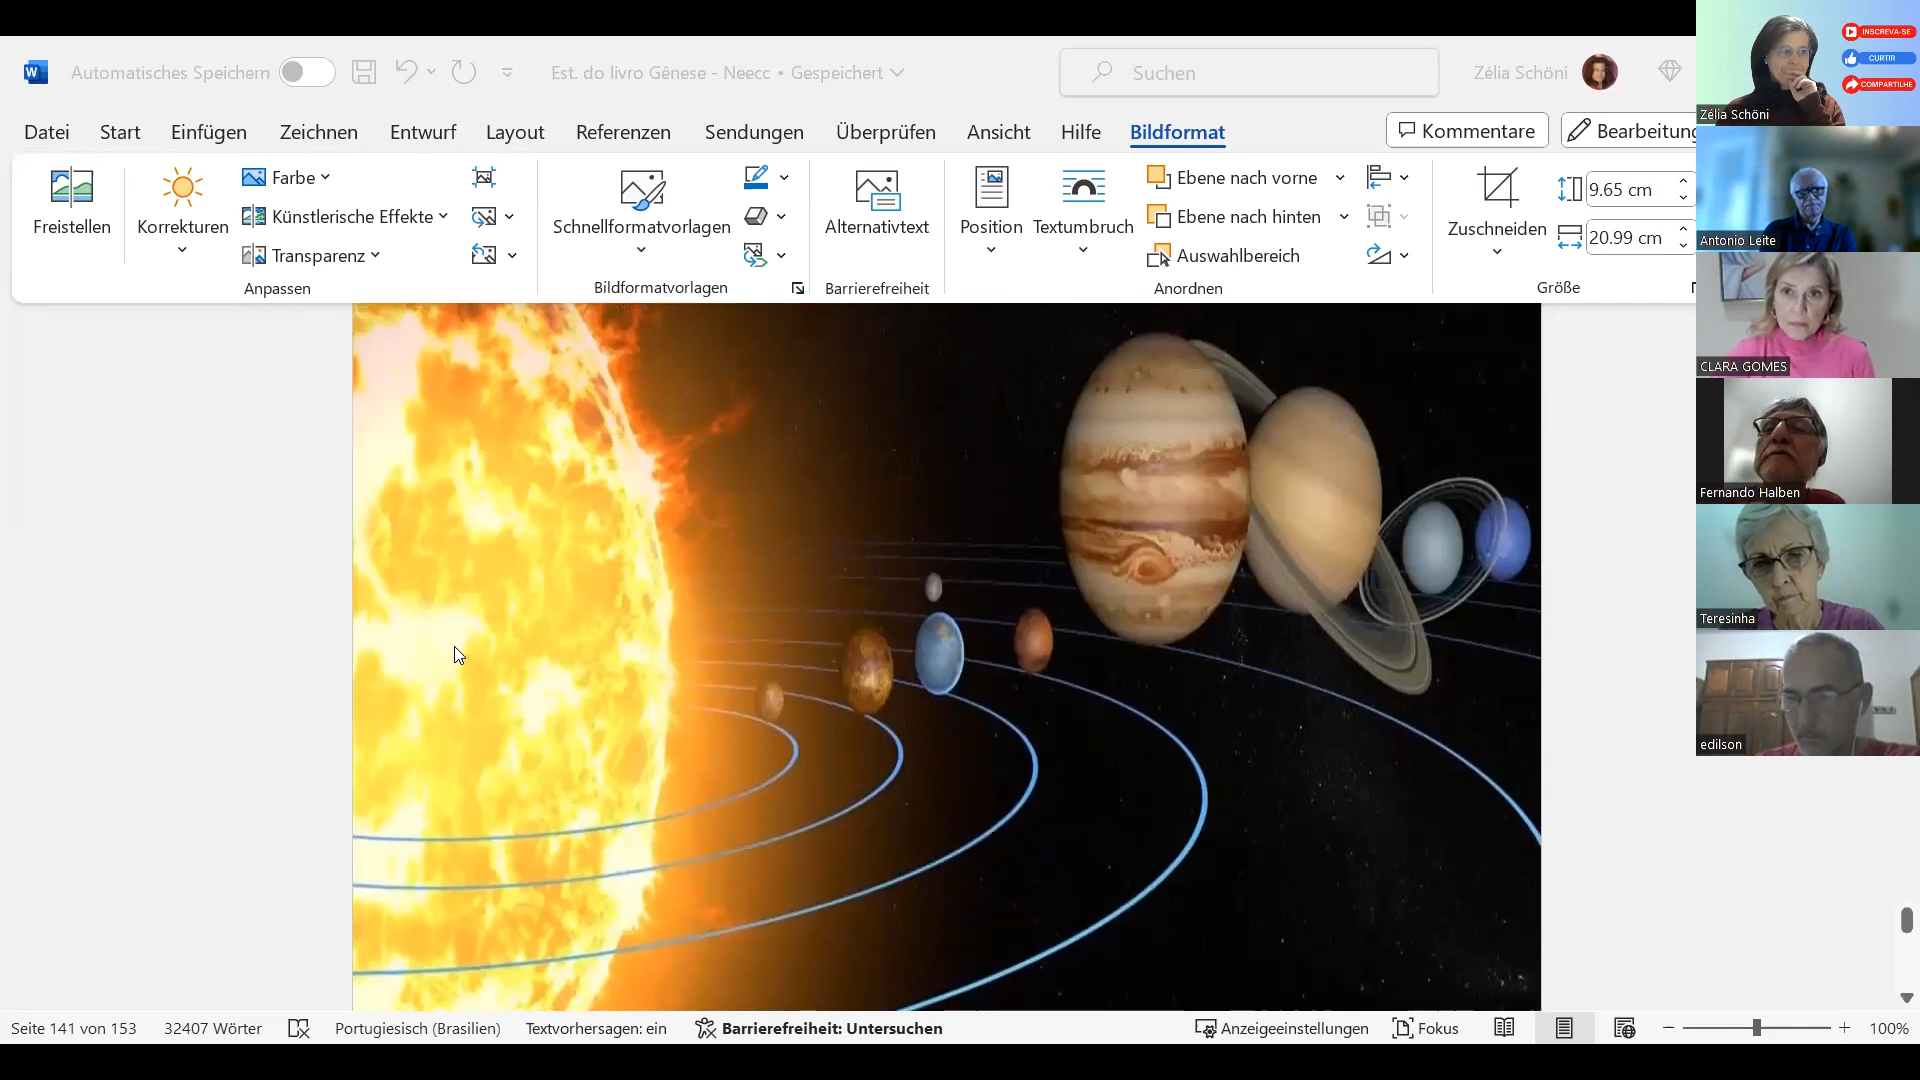 Automatisches Speichern
Est. do livro Gênese - Neecc • Gespeichert
Suchen
Zélia Schöni
Datei Start Einfügen Zeichnen Entwurf Layout Referenzen Sendungen Überprüfen Ansicht Hilfe Bildformat
Kommentare
Bearbeitung
Freistellen
Korrekturen
Farbe
Künstlerische Effekte
Transparenz
Anpassen
Schnellformatvorlagen
Bildformatvorlagen
Alternativtext
Barrierefreiheit
Position
Textumbruch
Ebene nach vorne
Ebene nach hinten
Auswahlbereich
Anordnen
Zuschneiden
9.65 cm
20.99 cm
Größe
INSCREVA-SE
CURTIR
COMPARTILHE
Zélia Schöni
Antonio Leite
CLARA GOMES
Fernando Halben
Teresinha
edilson
Seite 141 von 153 32407 Wörter Portugiesisch (Brasilien) Textvorhersagen: ein Barrierefreiheit: Untersuchen Anzeigeeinstellungen Fokus 100%